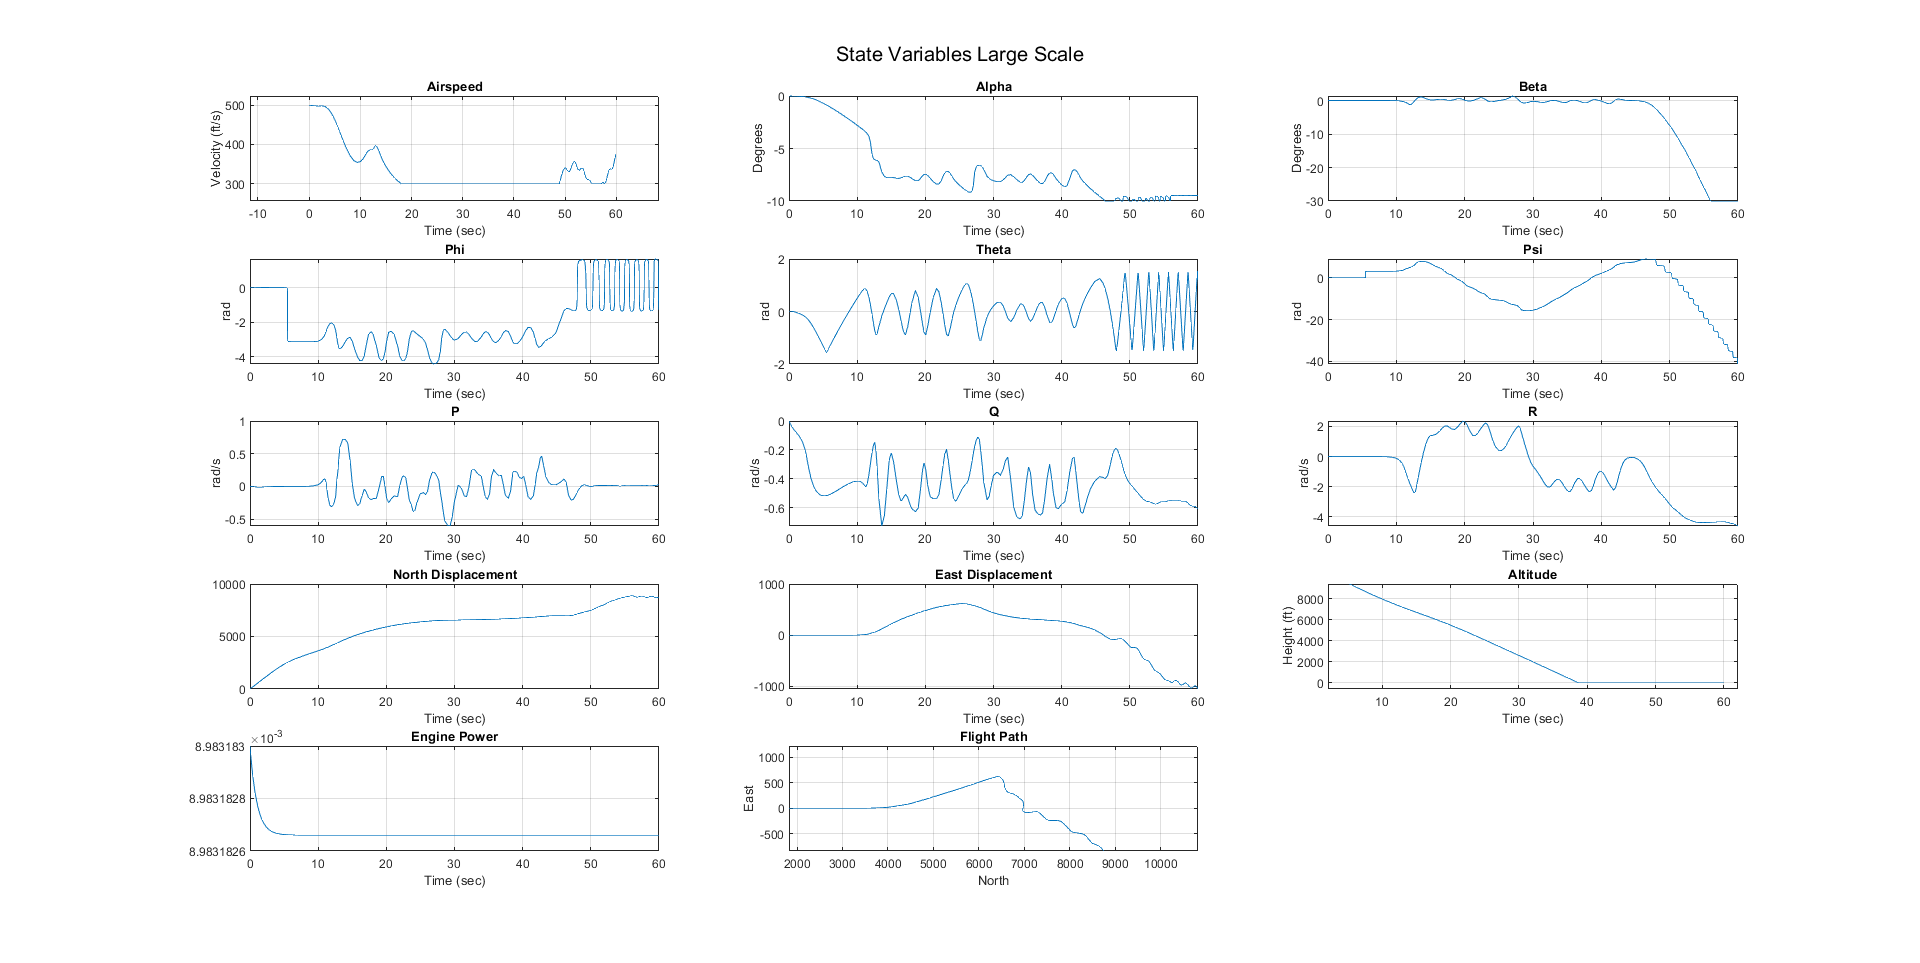 State Variables Large Scale
Airspeed
Velocity (ft/s)
500
400
300
-10 0 10 20 30 40 50 60
Time (sec)
Alpha
Degrees
0
-5
-10
0 10 20 30 40 50 60
Time (sec)
Beta
Degrees
0
-10
-20
-30
0 10 20 30 40 50 60
Time (sec)
Phi
rad
0
-2
-4
0 10 20 30 40 50 60
Time (sec)
Theta
rad
2
0
-2
0 10 20 30 40 50 60
Time (sec)
Psi
rad
0
-20
-40
0 10 20 30 40 50 60
Time (sec)
P
rad/s
1
0.5
0
-0.5
0 10 20 30 40 50 60
Time (sec)
Q
rad/s
0
-0.2
-0.4
-0.6
0 10 20 30 40 50 60
Time (sec)
R
rad/s
2
0
-2
-4
0 10 20 30 40 50 60
Time (sec)
North Displacement
10000
5000
0
0 10 20 30 40 50 60
Time (sec)
East Displacement
1000
0
-1000
0 10 20 30 40 50 60
Time (sec)
Altitude
Height (ft)
8000
6000
4000
2000
0
10 20 30 40 50 60
Time (sec)
Engine Power
×10-3
8.983183
8.9831828
8.9831826
0 10 20 30 40 50 60
Time (sec)
Flight Path
East
1000
500
0
-500
2000 3000 4000 5000 6000 7000 8000 9000 10000
North